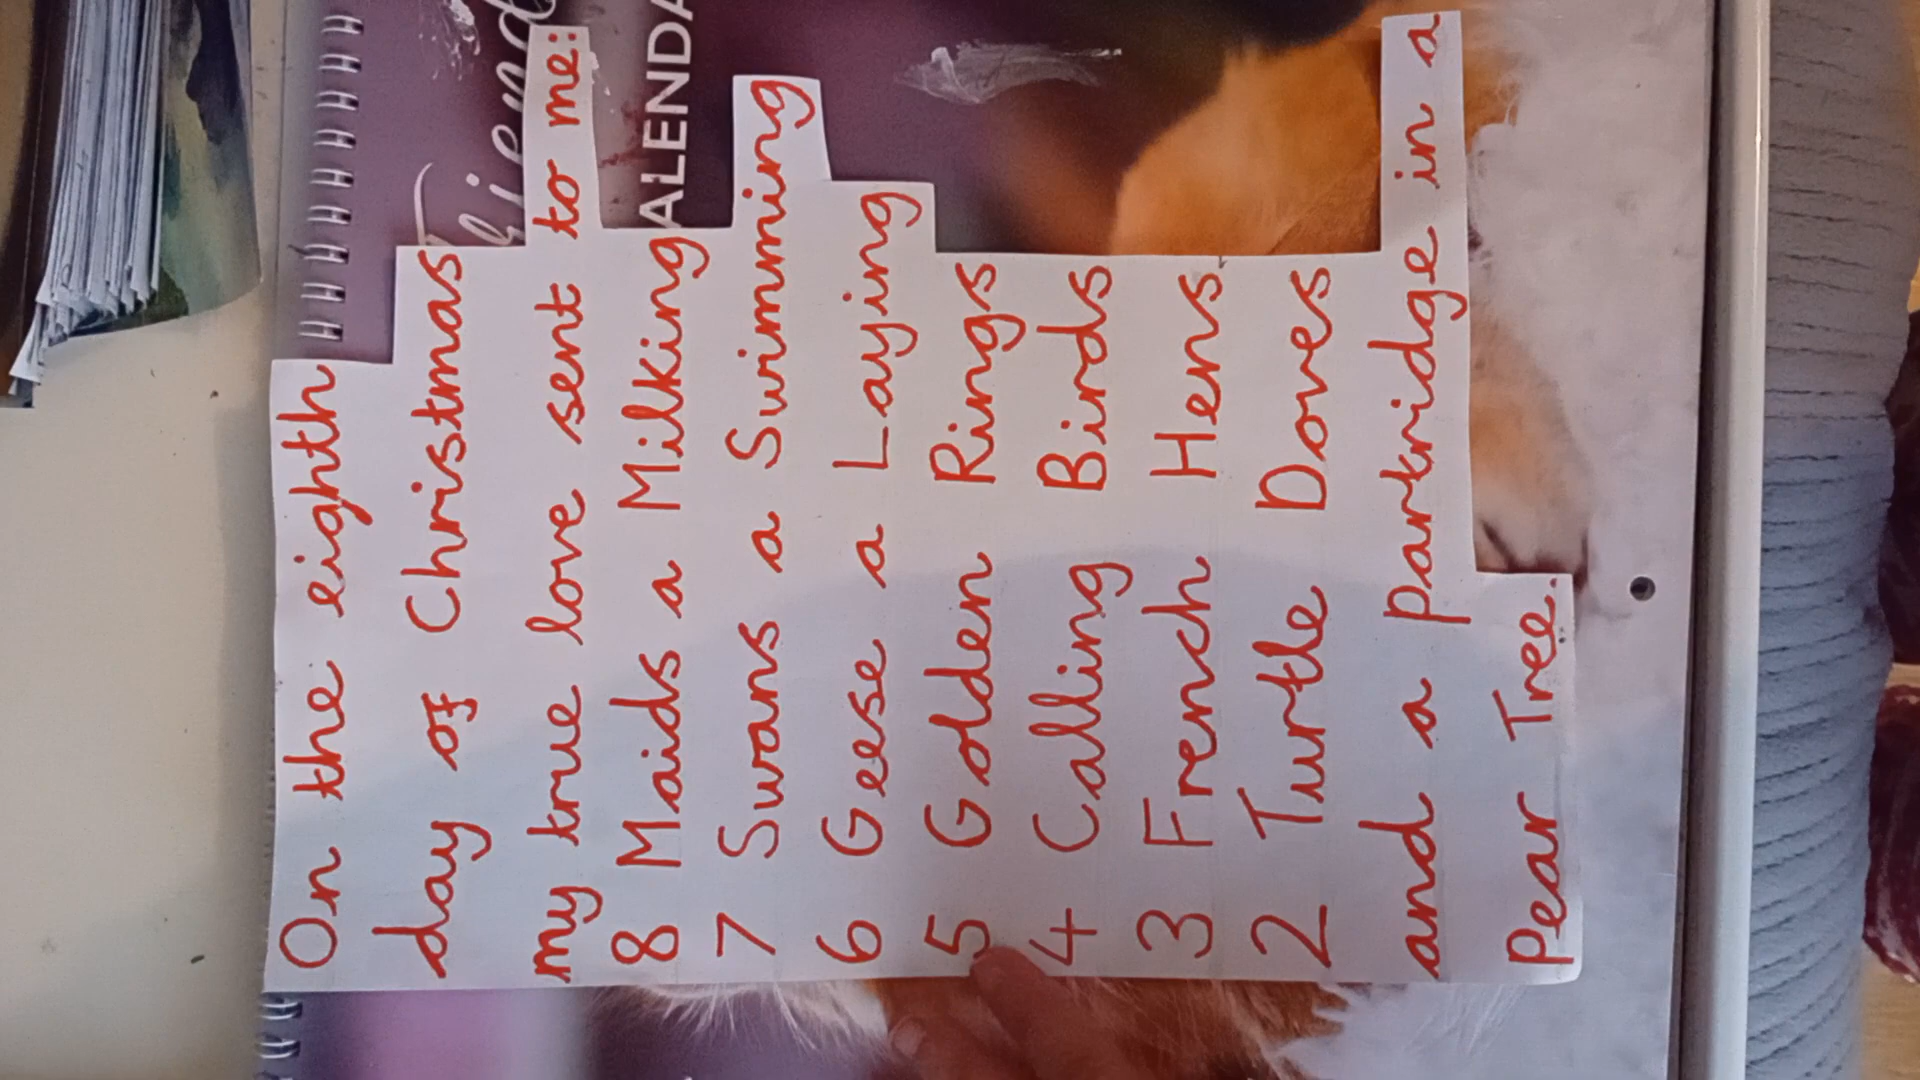 On the eighth
day of Christmas
my true love sent to me:
8 Maids a Milking
7 Swans a Swimming
6 Geese a Laying
5 Golden Rings
4 Calling Birds
3 French Hens
2 Turtle Doves
and a partridge in a
Pear Tree.
ALENDA